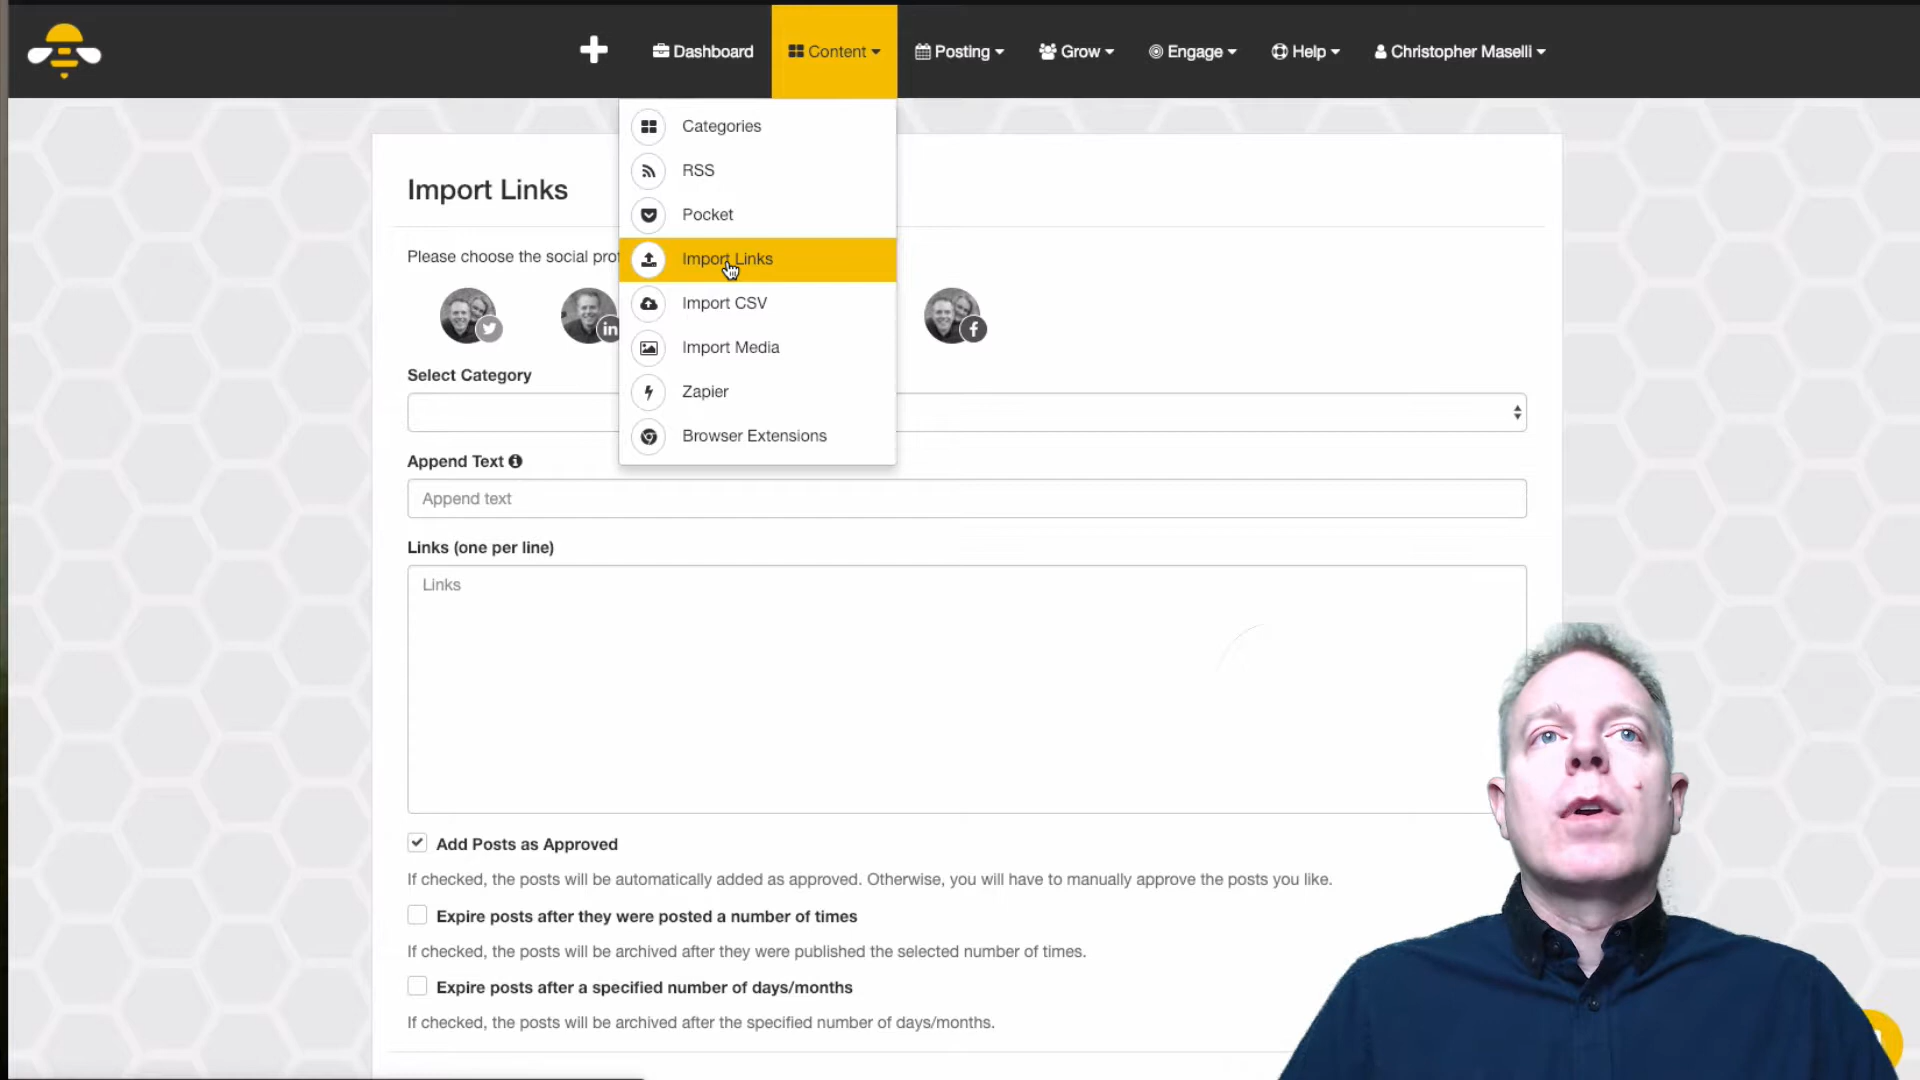 Dashboard
Content
Posting
Grow
Engage
Help
Christopher Maselli
Categories
RSS
Pocket
Import Links
Import CSV
Import Media
Zapier
Browser Extensions
Import Links
Please choose the social
in
f
Select Category
Append Text
Append text
Links (one per line)
Links
Add Posts as Approved
If checked, the posts will be automatically added as approved. Otherwise, you will have to manually approve the posts you like.
Expire posts after they were posted a number of times
If checked, the posts will be archived after they were published the selected number of times.
Expire posts after a specified number of days/months
If checked, the posts will be archived after the specified number of days/months.